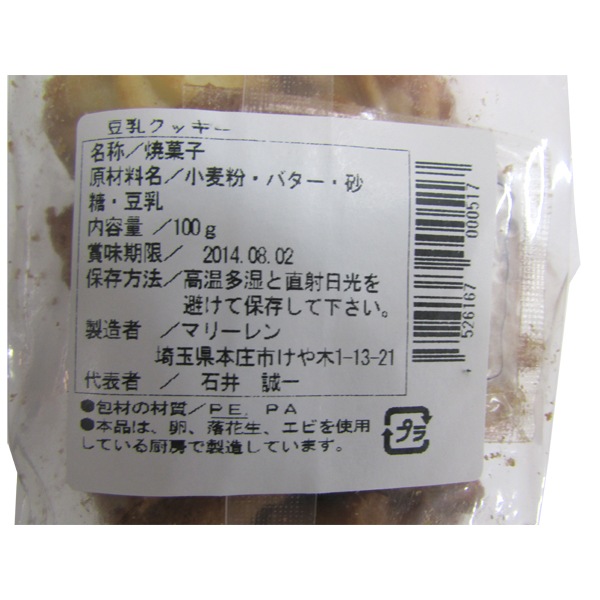 豆乳クッキー
名称／焼菓子
原材料名／小麦粉・バター・砂
糖・豆乳
内容量 ／100ｇ
賞味期限／ 2014.08.02
保存方法／高温多湿と直射日光を
避けて保存して下さい。
製造者 ／マリーレン
埼玉県本庄市けや木1-13-21
代表者 ／ 石井 誠一
●包材の材質／PE, PA
●本品は、卵、落花生、エビを使用
している厨房で製造しています。
プラ
526167 000517